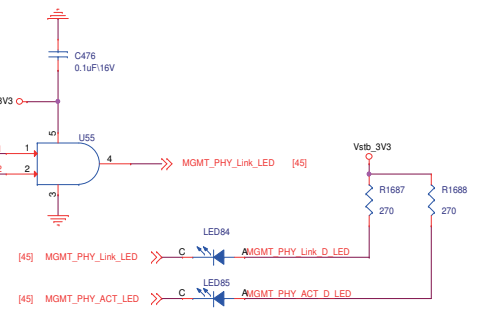 C476
0.1uF\16V
3V3
5
U55
1
4
2
MGMT_PHY_Link_LED [45]
3
Vstb_3V3
R1687
R1688
270
270
LED84
[45] MGMT_PHY_Link_LED
C
A
MGMT_PHY_Link_D_LED
LED85
[45] MGMT_PHY_ACT_LED
C
A
MGMT_PHY_ACT_D_LED